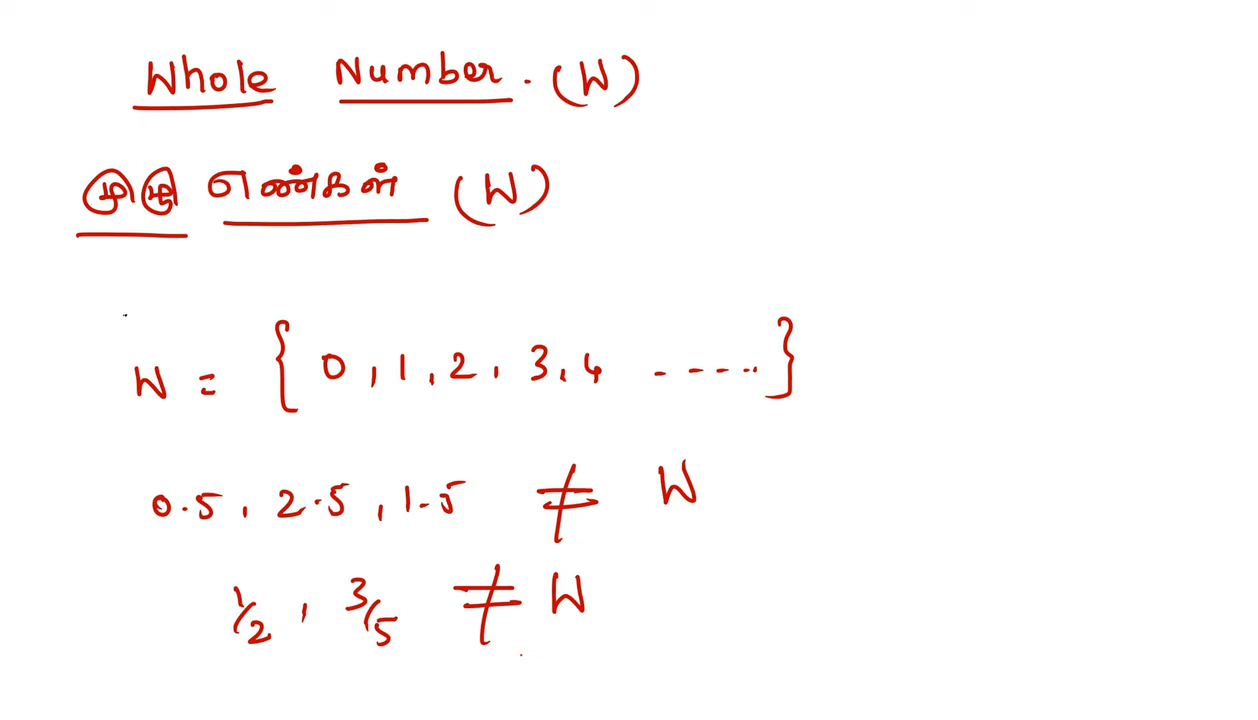 Whole Number. (W)
முழு எண்கள் (W)
W = { 0, 1, 2, 3, 4 ..... }
0.5, 2.5, 1.5 ≠ W
1/2, 3/5 ≠ W